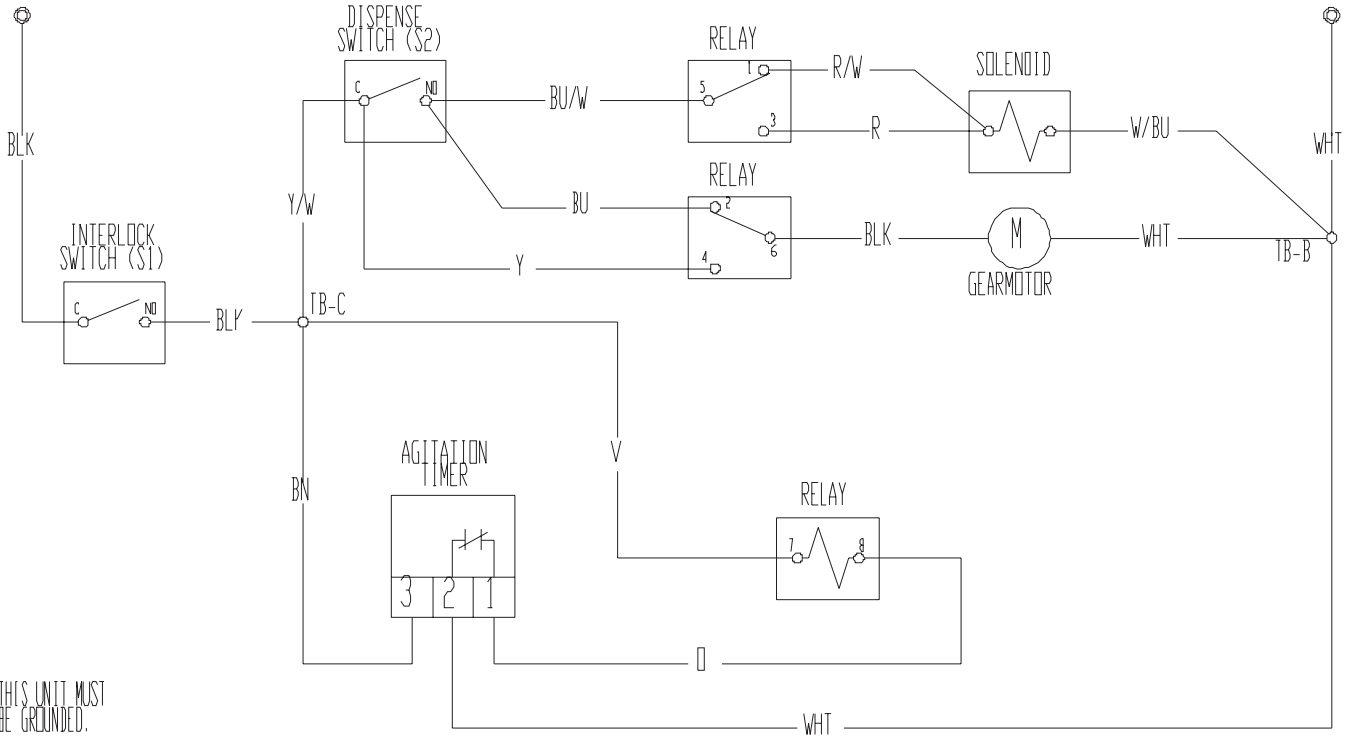 DISPENSE
SWITCH (S2)
RELAY
SOLENOID
C
NO
5
1
3
R/W
BU/W
R
W/BU
BLK
WHT
Y/W
RELAY
BU
2
4
6
BLK
M
WHT
TB-B
Y
GEARMOTOR
INTERLOCK
SWITCH (S1)
C
NO
BLK
TB-C
AGITATION
TIMER
V
BN
RELAY
7
8
3
2
1
O
THIS UNIT MUST
BE GROUNDED.
WHT